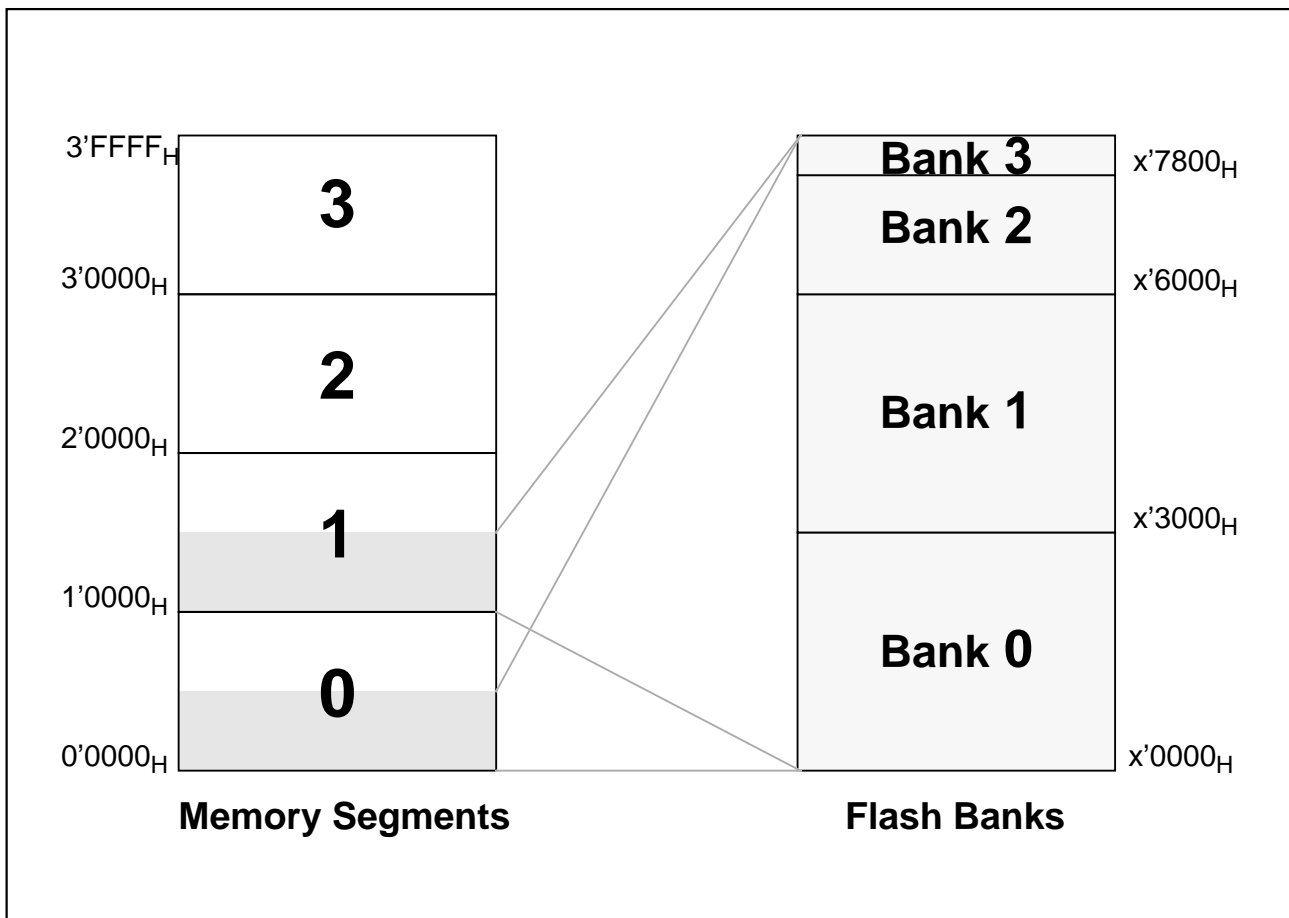 3’FFFFH
3
3’0000H
2
2’0000H
1
1’0000H
0
0’0000H
Memory Segments
Bank 3
x’7800H
Bank 2
x’6000H
Bank 1
x’3000H
Bank 0
x’0000H
Flash Banks